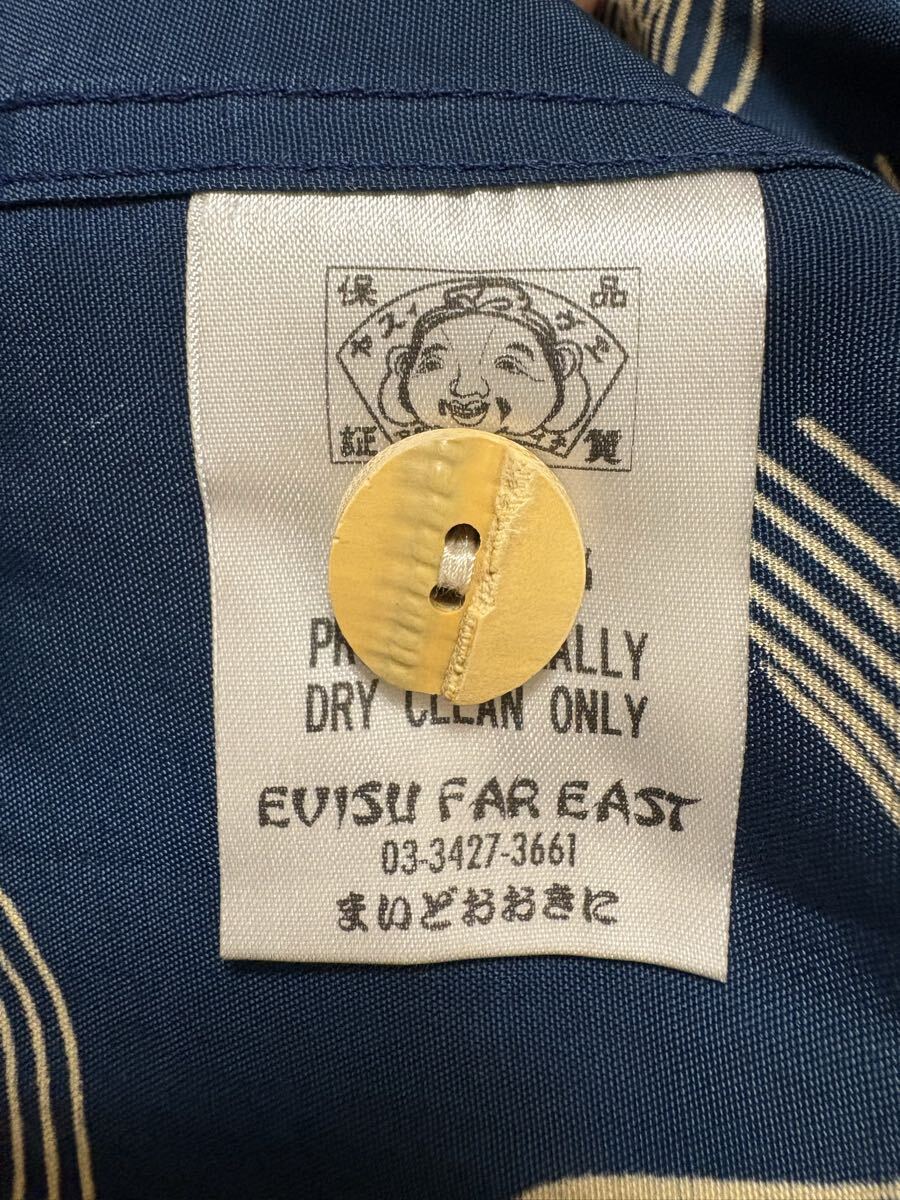 保 品
証 質
PR ALLY
DRY CLEAN ONLY
EVISU FAR EAST
03-3427-3661
まいどおおきに